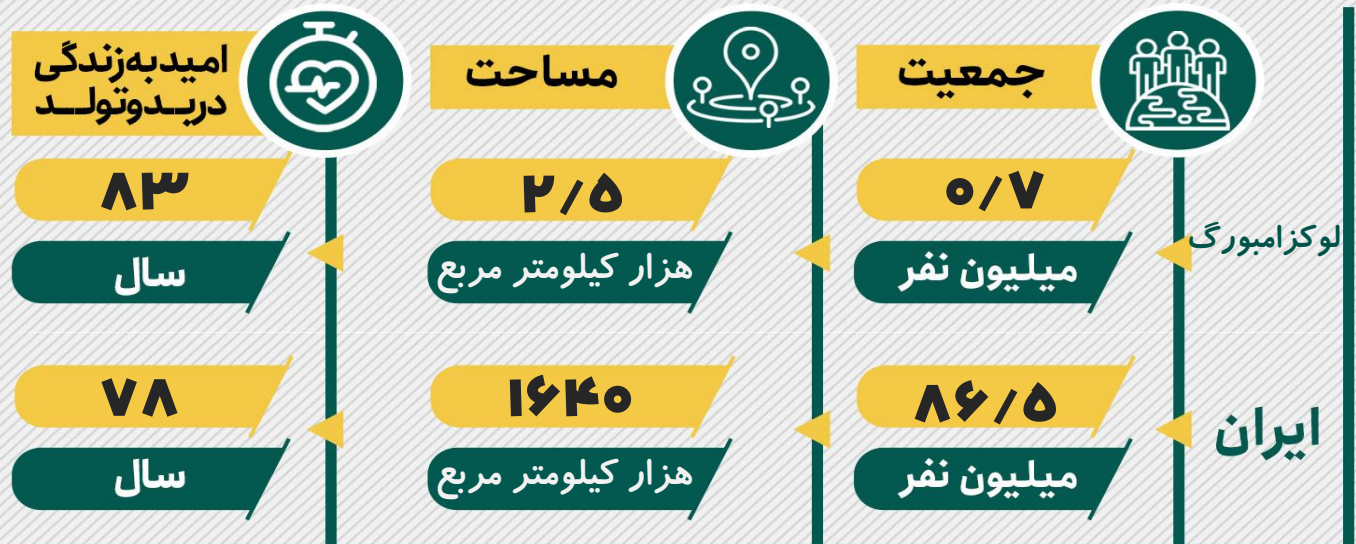 جمعیت
مساحت
امیدبه‌زندگی
دربــدوتولــد
لوکزامبورگ
۰/۷
میلیون نفر
۲/۵
هزار کیلومتر مربع
۸۳
سال
ایران
۸۶/۵
میلیون نفر
۱۶۴۰
هزار کیلومتر مربع
۷۸
سال